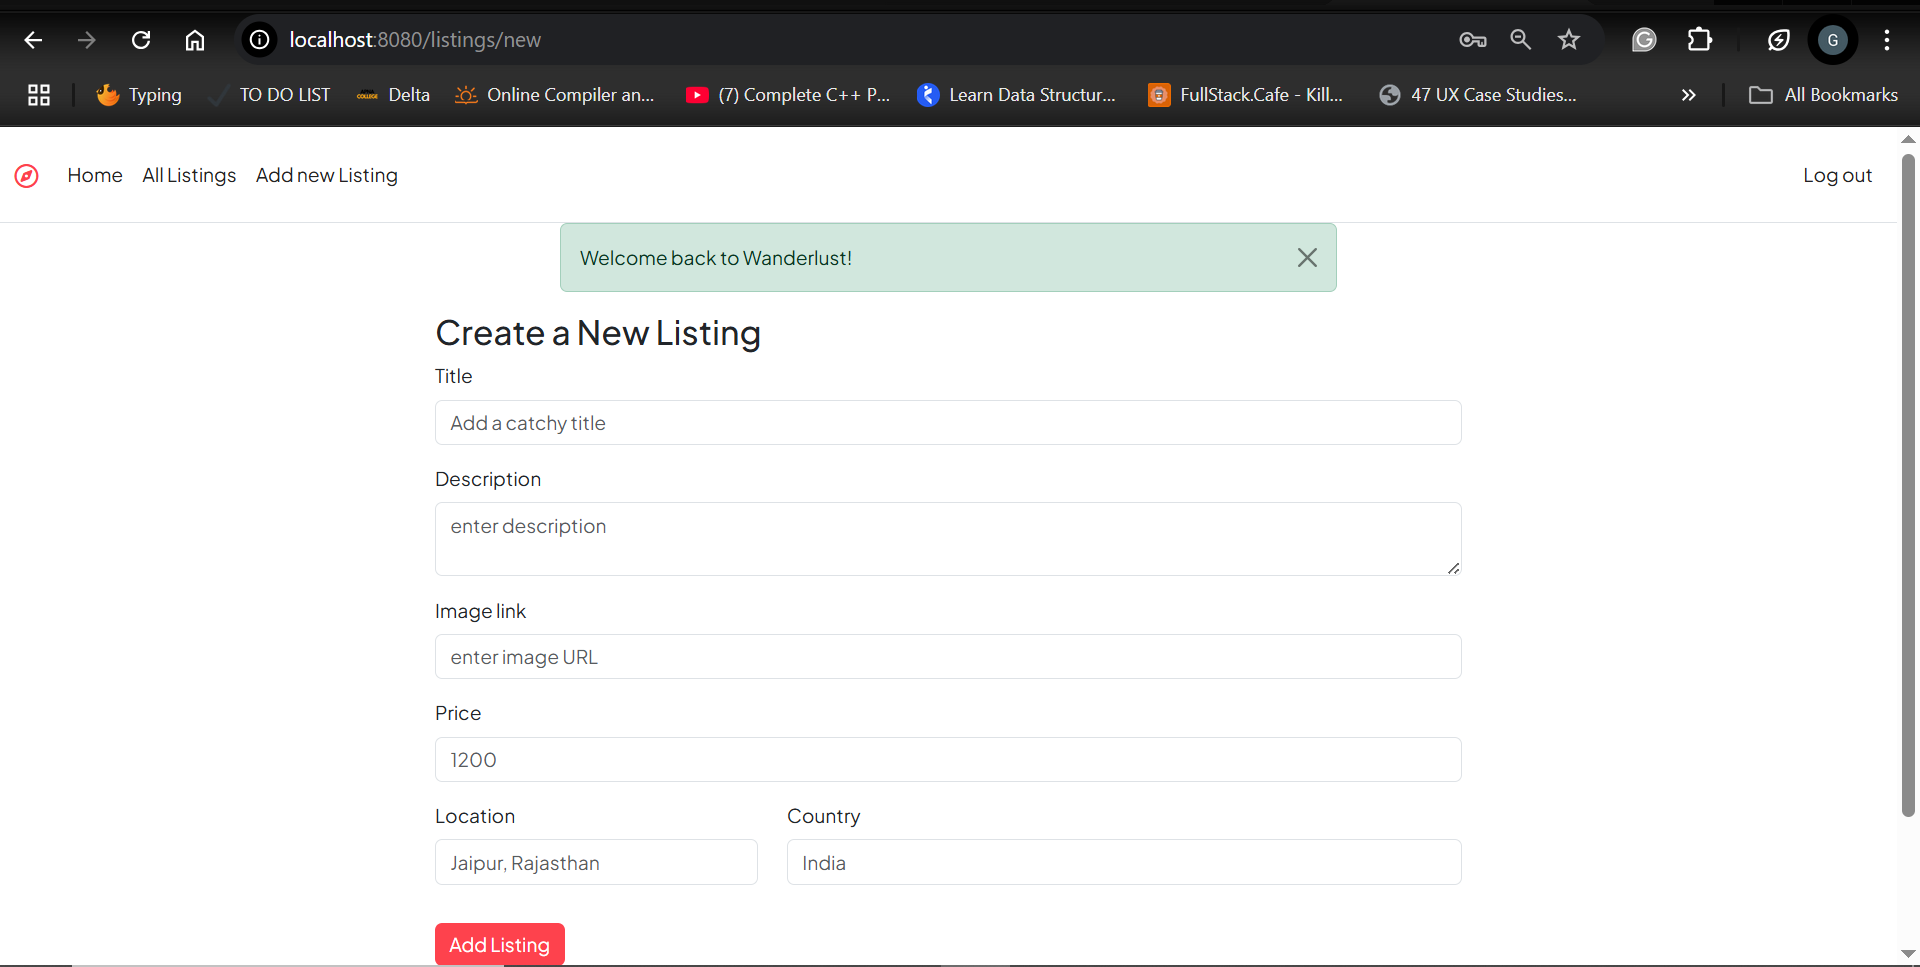 localhost:8080/listings/new
G
Typing TO DO LIST Delta Online Compiler an... (7) Complete C++ P... Learn Data Structur... FullStack.Cafe - Kill... 47 UX Case Studies... All Bookmarks
Home All Listings Add new Listing Log out
Welcome back to Wanderlust!
Create a New Listing
Title
Add a catchy title
Description
enter description
Image link
enter image URL
Price
1200
Location Country
Jaipur, Rajasthan India
Add Listing